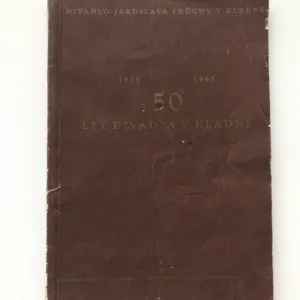 DIVADLO JAROSLAVA PRŮCHY V KLADNĚ
1915 1965
50
LET DIVADLA V KLADNĚ